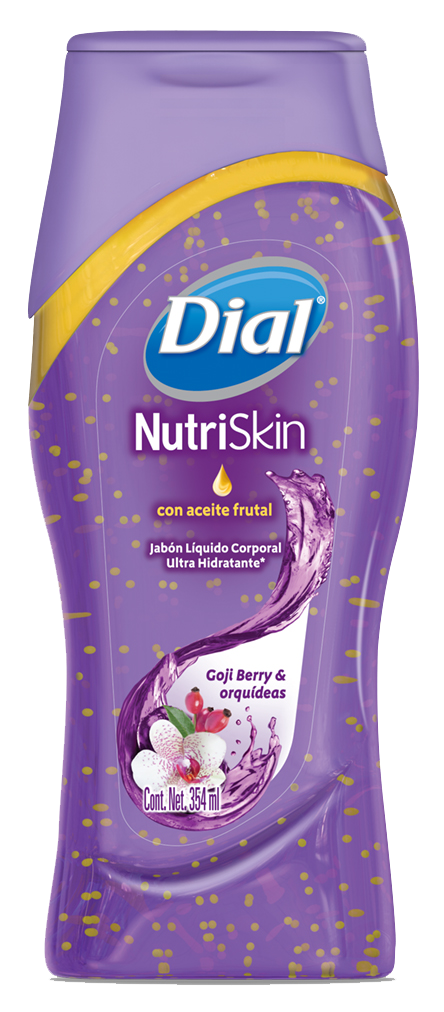 Dial®
NutriSkin
con aceite frutal
Jabón Líquido Corporal
Ultra Hidratante*
Goji Berry &
orquídeas
Cont. Net. 354 ml